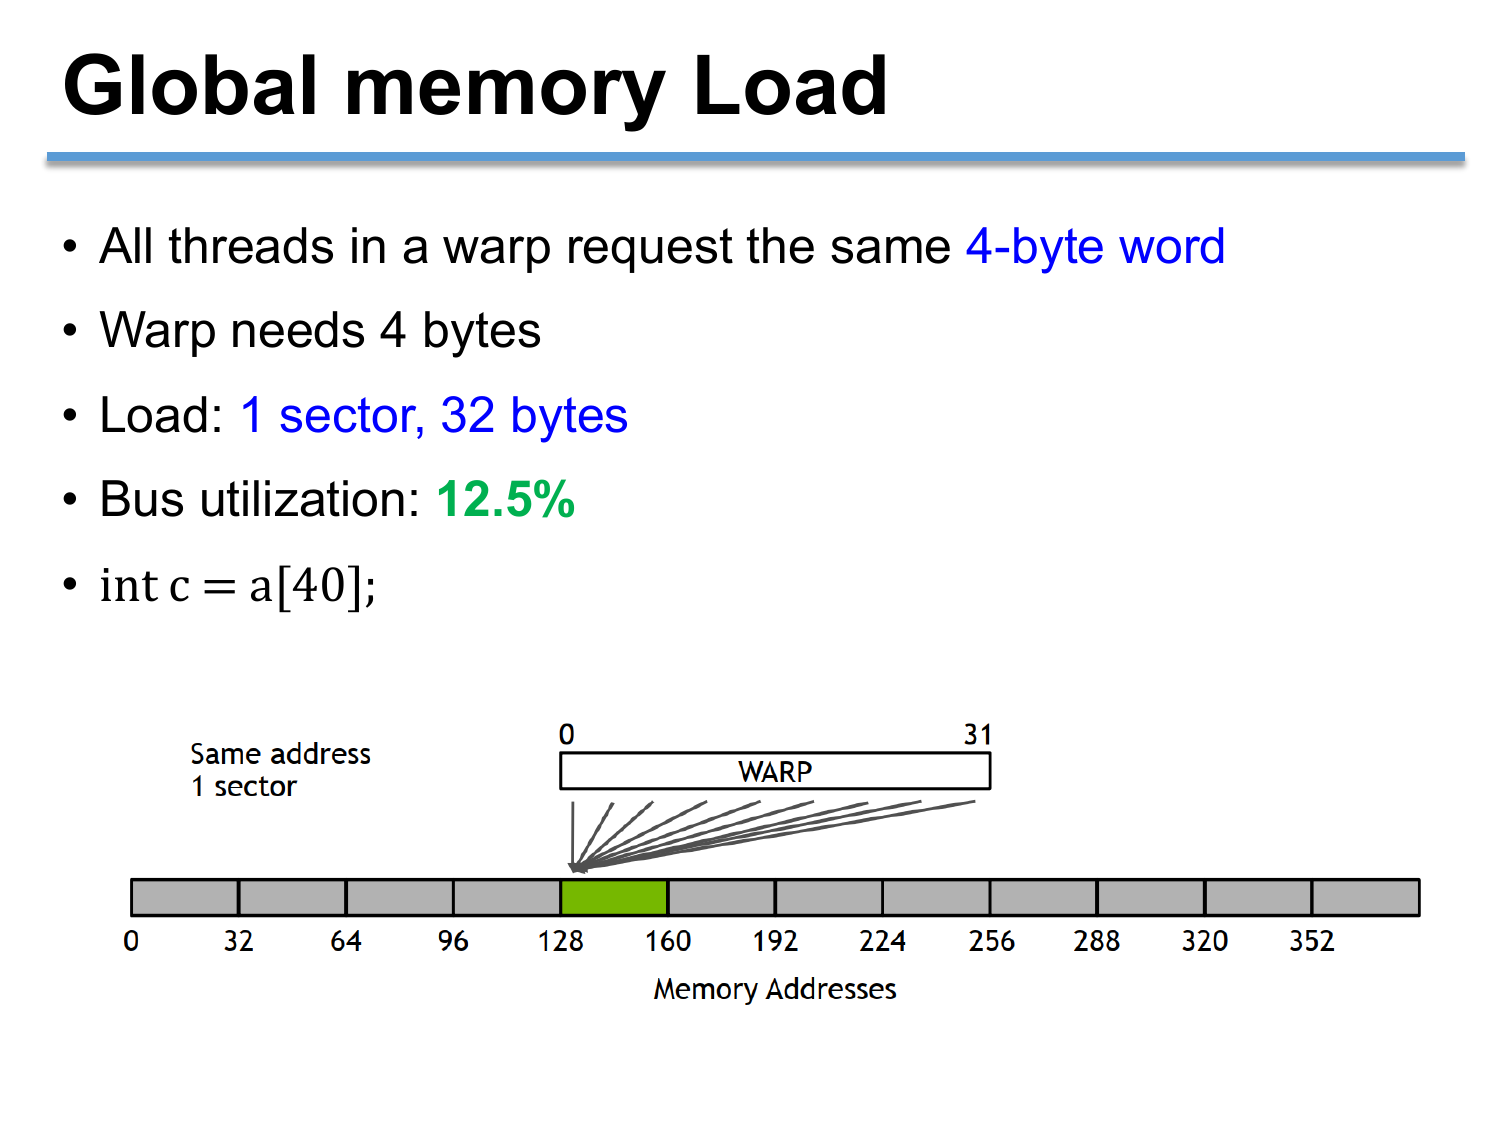 Global memory Load
• All threads in a warp request the same 4-byte word
• Warp needs 4 bytes
• Load: 1 sector, 32 bytes
• Bus utilization: 12.5%
• int c = a[40];
Same address
1 sector
0 31
WARP
0 32 64 96 128 160 192 224 256 288 320 352
Memory Addresses